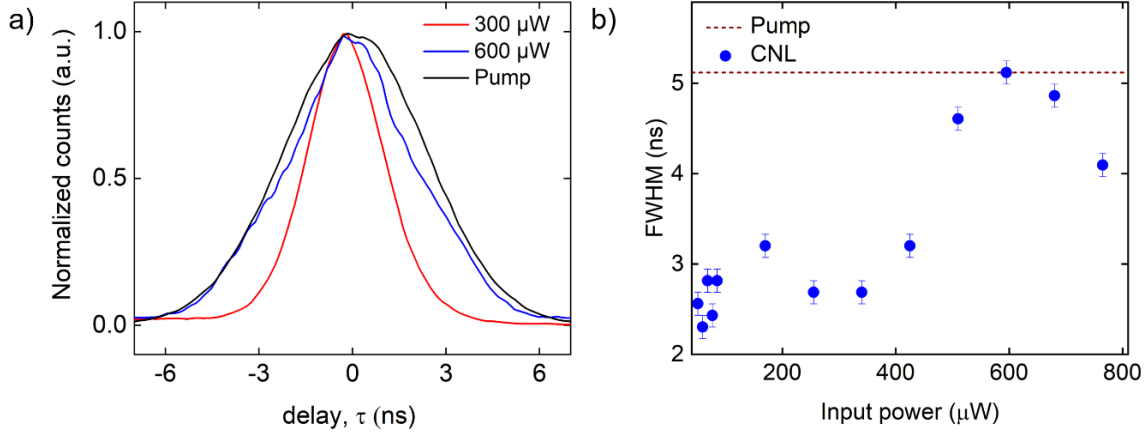 a)
Normalized counts (a.u.)
1.0
0.5
0.0
-6
-3
0
3
6
delay, τ (ns)
300 µW
600 µW
Pump
b)
FWHM (ns)
5
4
3
2
200
400
600
800
Input power (µW)
Pump
CNL